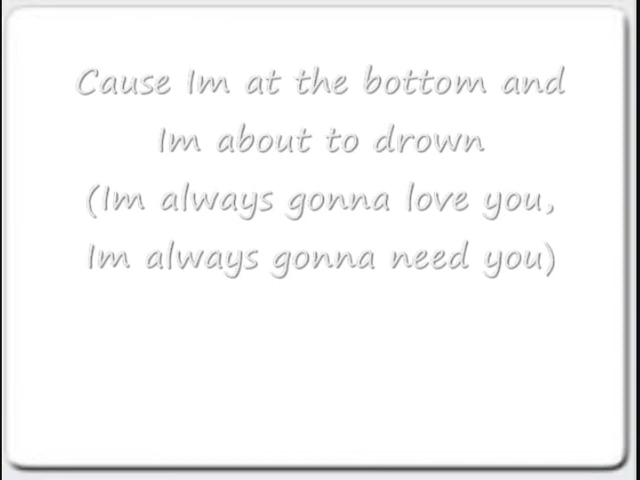 Cause Im at the bottom and
Im about to drown
(Im always gonna love you,
Im always gonna need you)